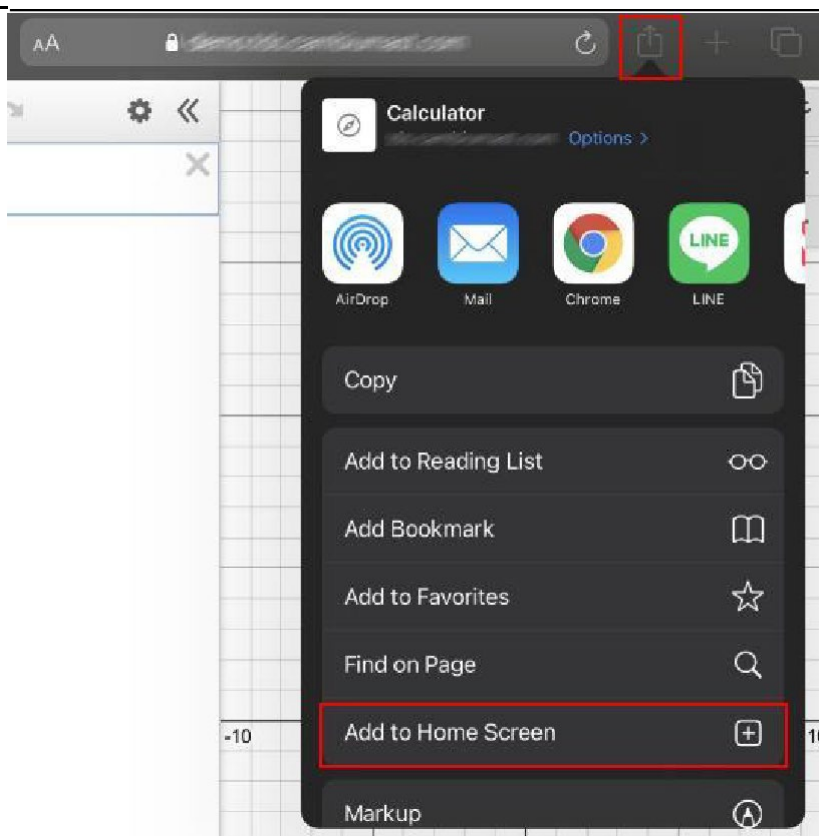 AA
Calculator
Options >
LINE
AirDrop
Mail
Chrome
LINE
Copy
Add to Reading List
Add Bookmark
Add to Favorites
Find on Page
Add to Home Screen
-10
Markup